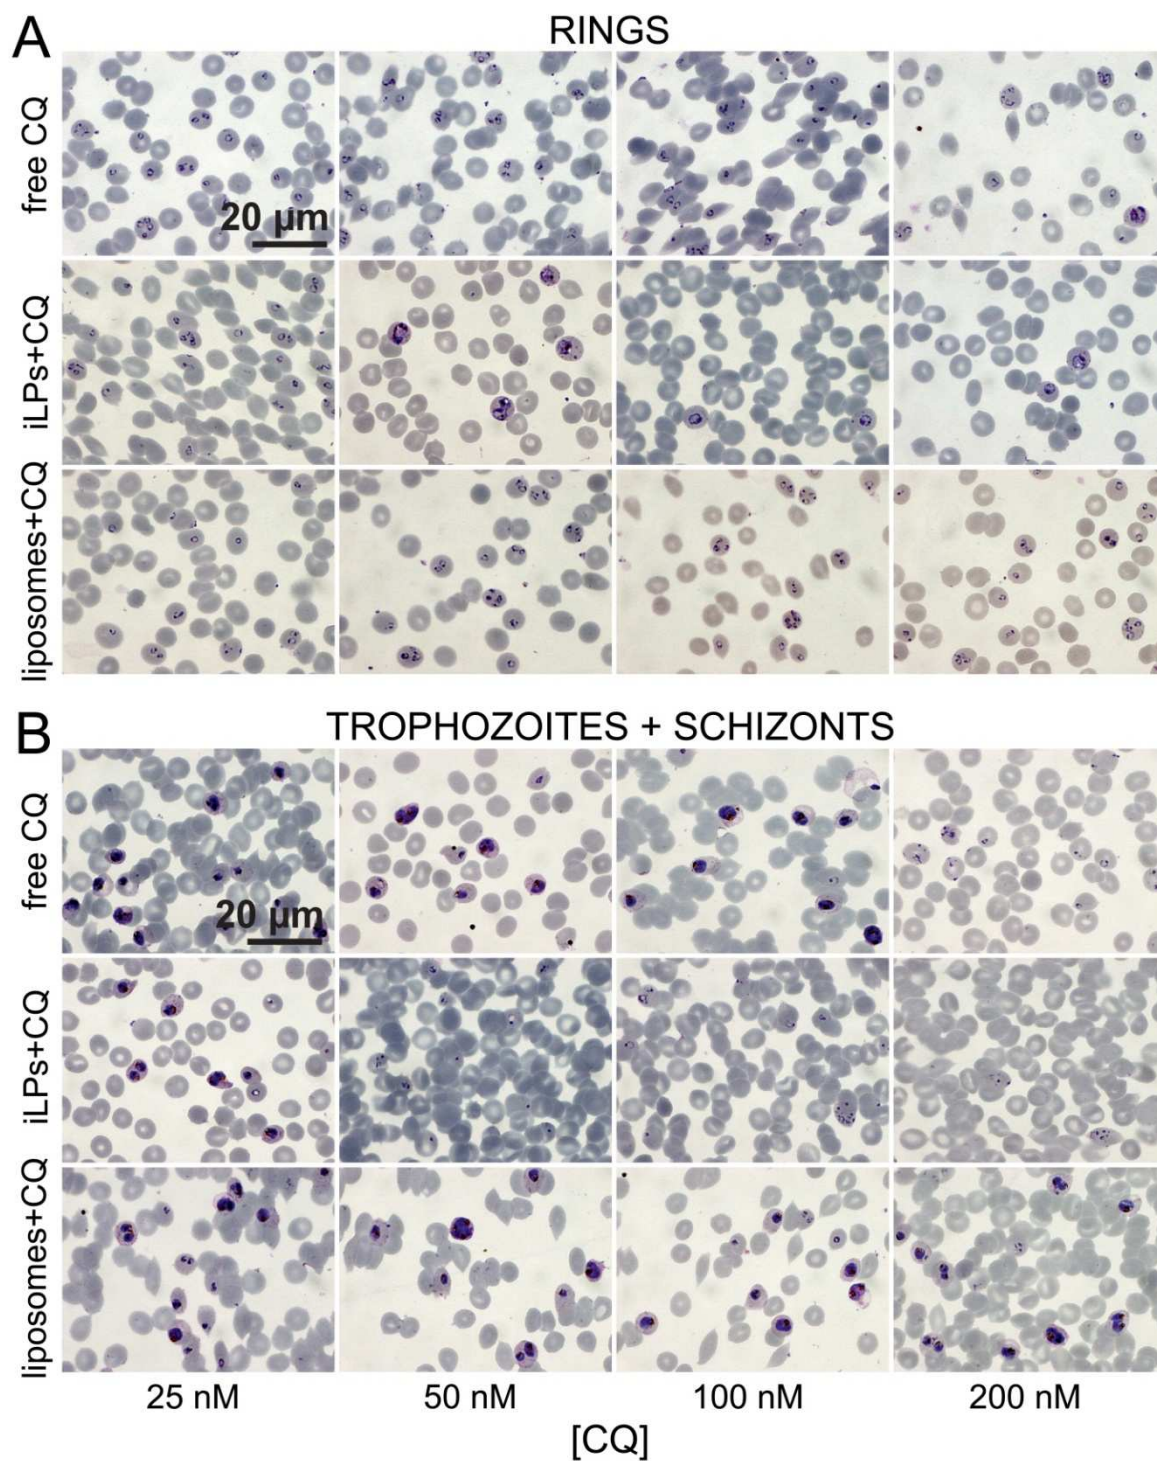 A
RINGS
free CQ
20 µm
iLPs+CQ
liposomes+CQ
B
TROPHOZOITES + SCHIZONTS
free CQ
20 µm
iLPs+CQ
liposomes+CQ
25 nM
50 nM
100 nM
200 nM
[CQ]